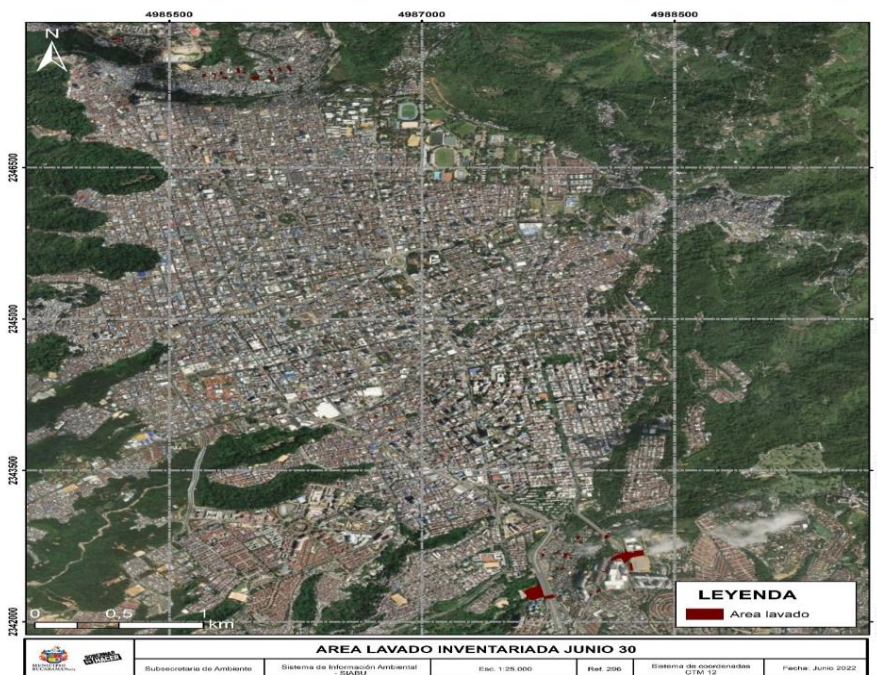 4985500 4987000 4988500
N
2346500
2345000
2343500
2342000
0 0,5 1
km
LEYENDA
Area lavado
AREA LAVADO INVENTARIADA JUNIO 30
MUNICIPIO
Subsecretaria de Ambiente
Sistema de Información Ambiental
- SIABU
Esc. 1:25.000
Ref. 296
Sistema de coordenadas
CTM 12
Fecha: Junio 2022